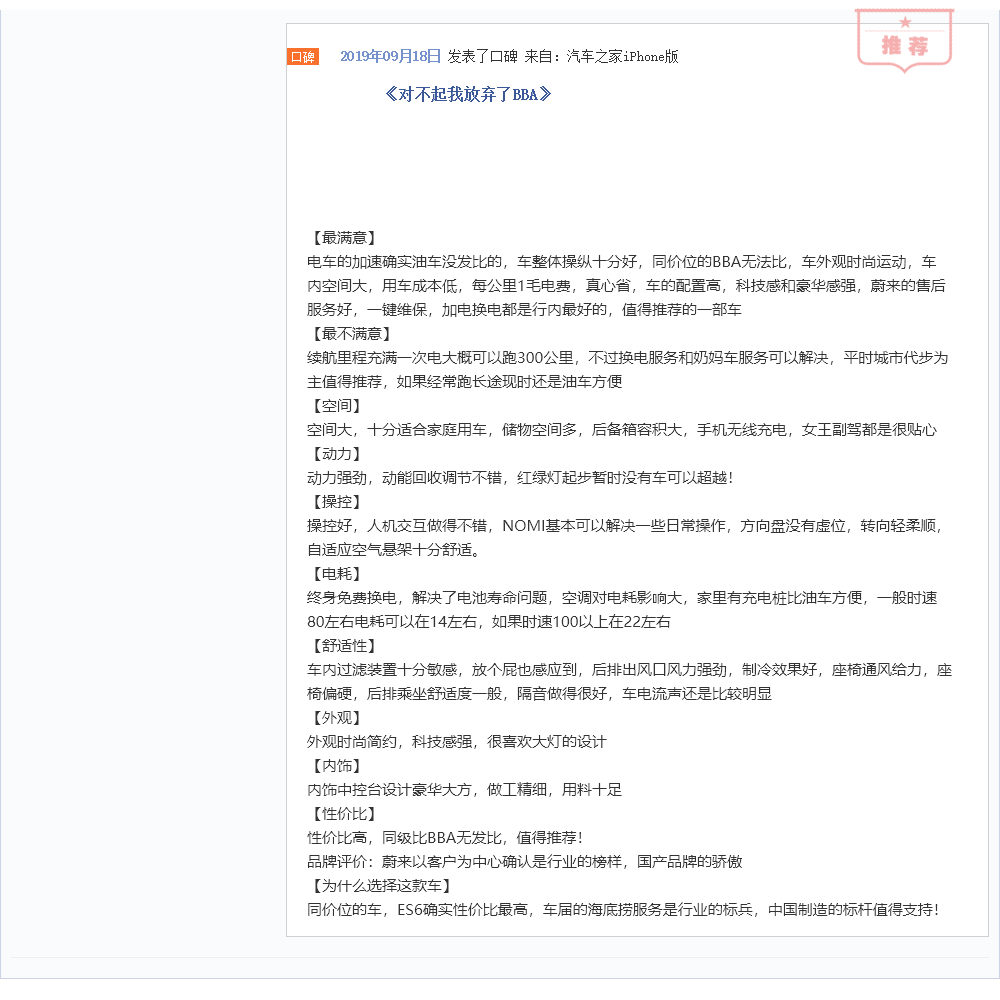 推荐
口碑 2019年09月18日 发表了口碑 来自：汽车之家iPhone版
《对不起我放弃了BBA》
【最满意】
电车的加速确实油车没发比的，车整体操纵十分好，同价位的BBA无法比，车外观时尚运动，车
内空间大，用车成本低，每公里1毛电费，真心省，车的配置高，科技感和豪华感强，蔚来的售后
服务好，一键维保，加电换电都是行内最好的，值得推荐的一部车
【最不满意】
续航里程充满一次电大概可以跑300公里，不过换电服务和奶妈车服务可以解决，平时城市代步为
主值得推荐，如果经常跑长途现时还是油车方便
【空间】
空间大，十分适合家庭用车，储物空间多，后备箱容积大，手机无线充电，女王副驾都是很贴心
【动力】
动力强劲，动能回收调节不错，红绿灯起步暂时没有车可以超越！
【操控】
操控好，人机交互做得不错，NOMI基本可以解决一些日常操作，方向盘没有虚位，转向轻柔顺，
自适应空气悬架十分舒适。
【电耗】
终身免费换电，解决了电池寿命问题，空调对电耗影响大，家里有充电桩比油车方便，一般时速
80左右电耗可以在14左右，如果时速100以上在22左右
【舒适性】
车内过滤装置十分敏感，放个屁也感应到，后排出风口风力强劲，制冷效果好，座椅通风给力，座
椅偏硬，后排乘坐舒适度一般，隔音做得很好，车电流声还是比较明显
【外观】
外观时尚简约，科技感强，很喜欢大灯的设计
【内饰】
内饰中控台设计豪华大方，做工精细，用料十足
【性价比】
性价比高，同级比BBA无发比，值得推荐！
品牌评价：蔚来以客户为中心确认是行业的榜样，国产品牌的骄傲
【为什么选择这款车】
同价位的车，ES6确实性价比最高，车届的海底捞服务是行业的标兵，中国制造的标杆值得支持！